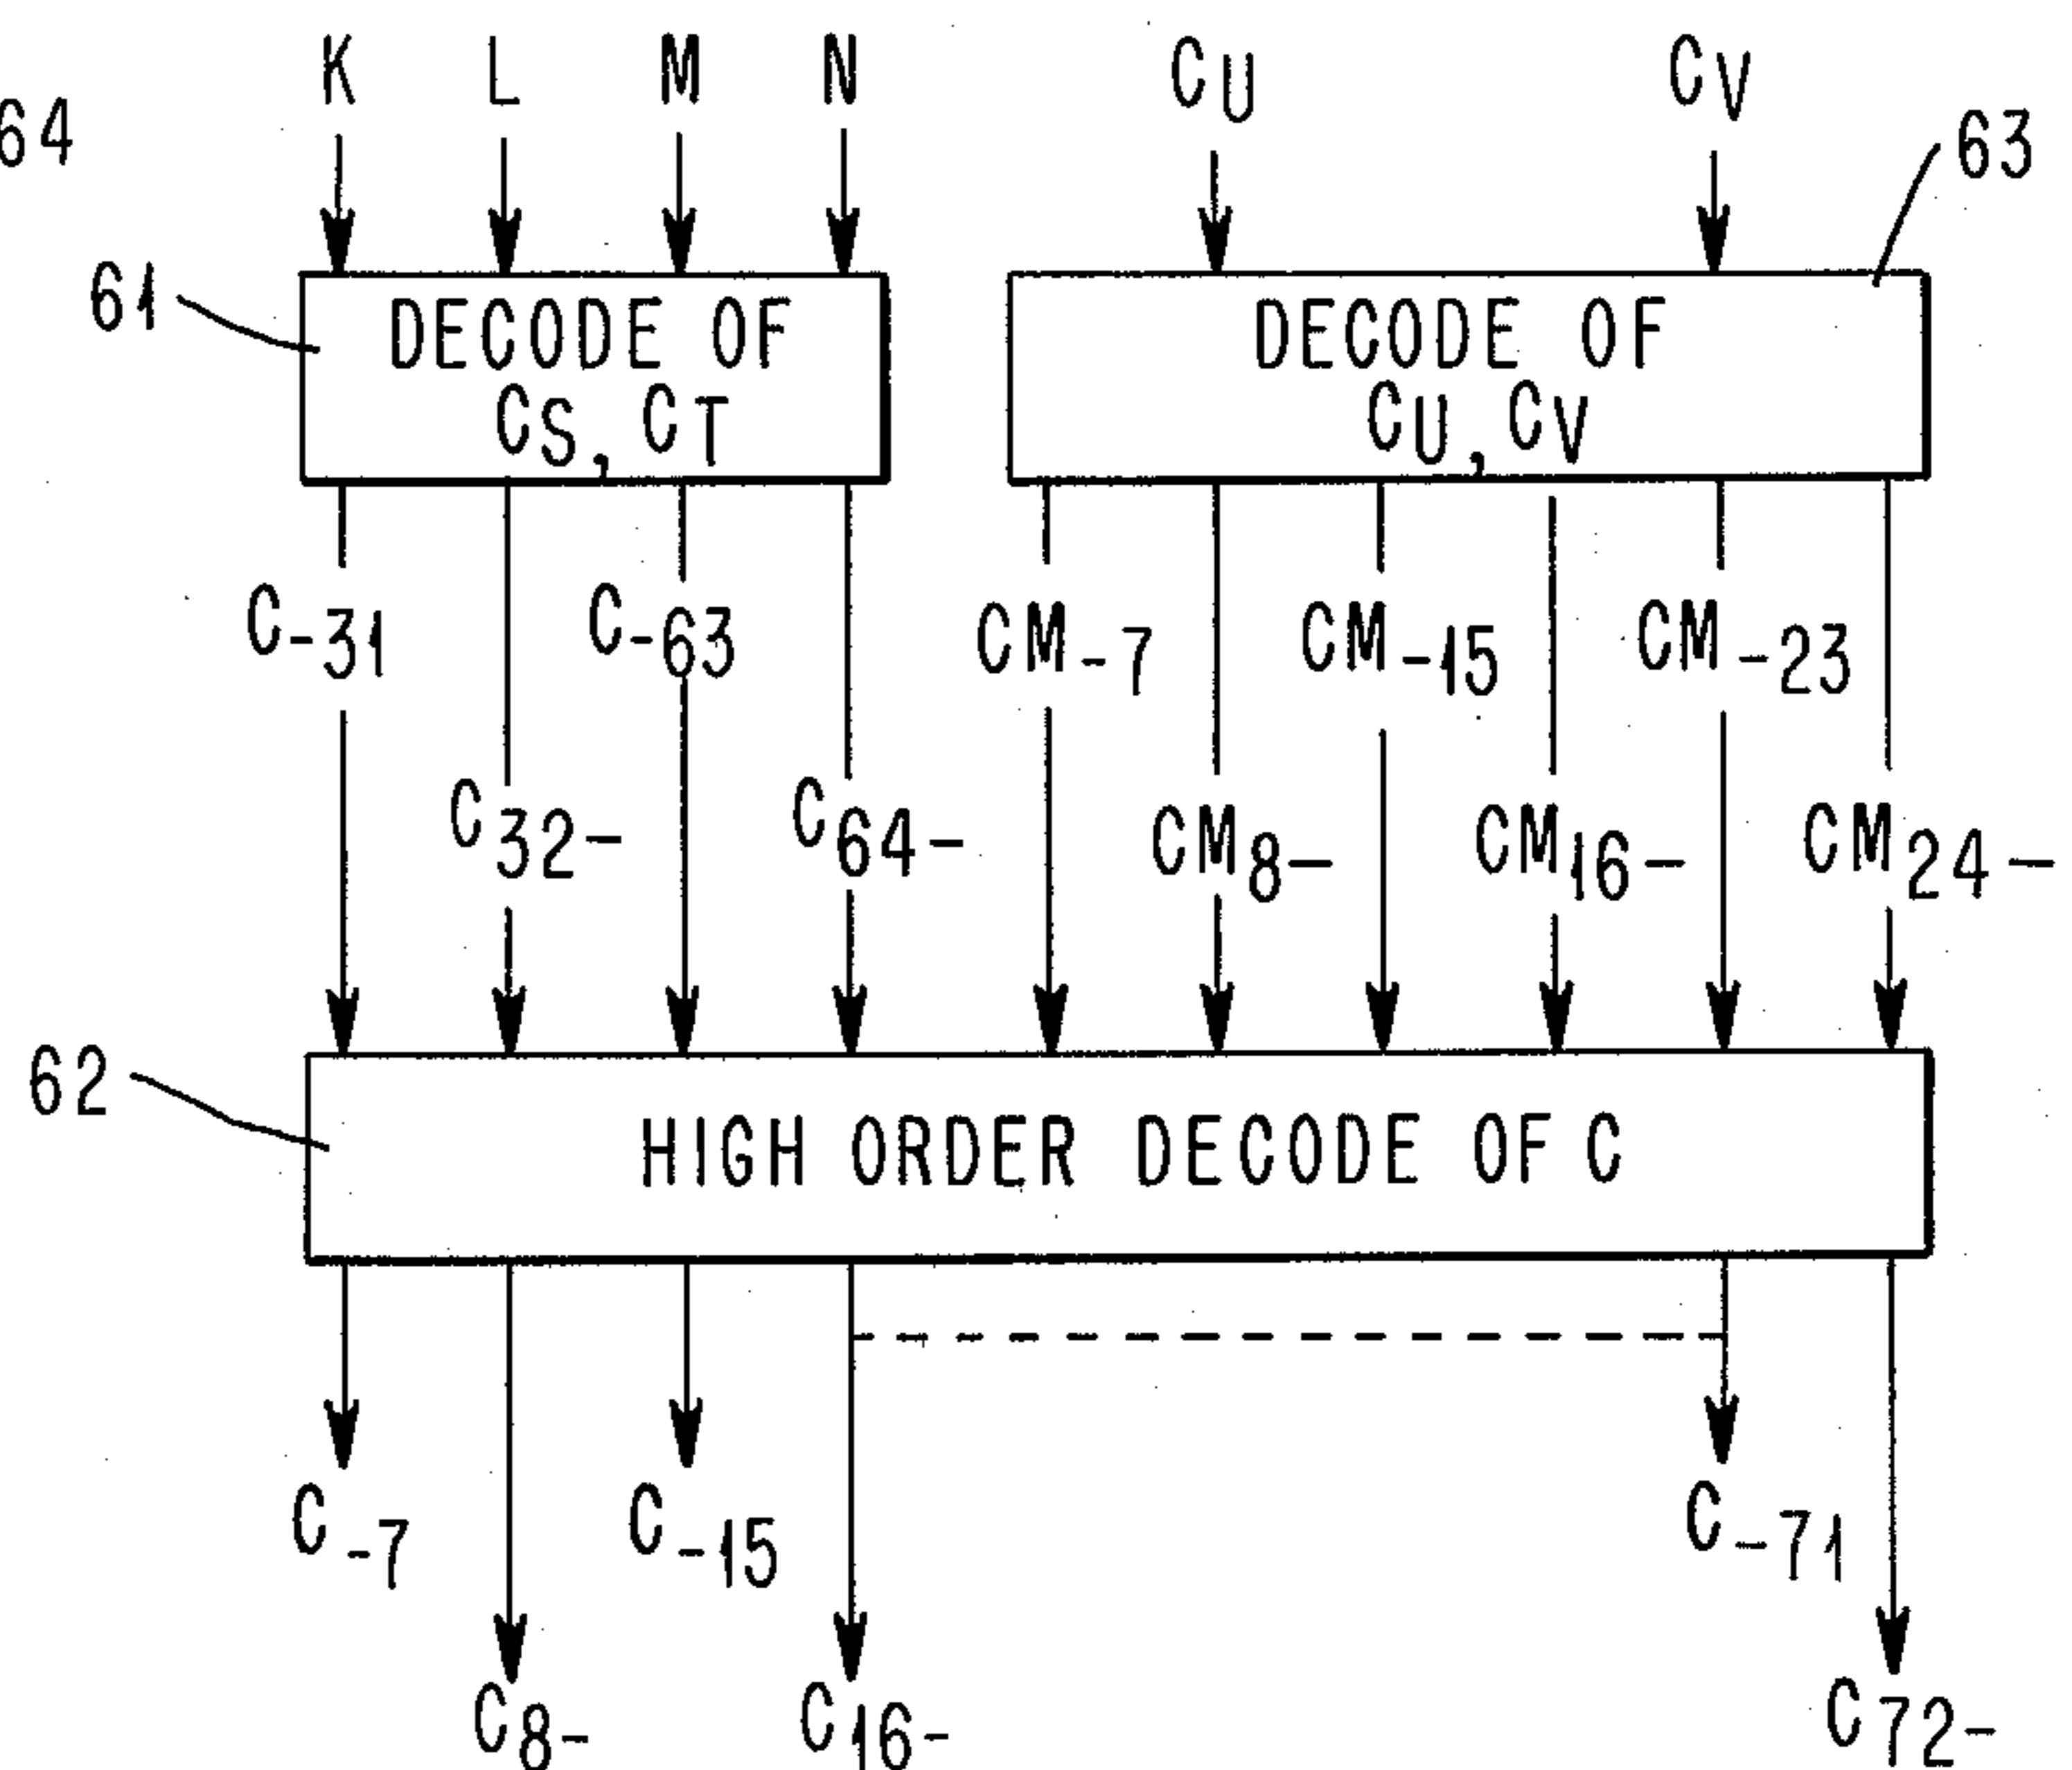 K L M N CU CV
64
63
61
DECODE OF
CS, CT
DECODE OF
CU, CV
C-31 C-63 CM-7 CM-15 CM-23
C32- C64- CM8- CM16- CM24-
62
HIGH ORDER DECODE OF C
C-7 C-15 C-71
C8- C16- C72-